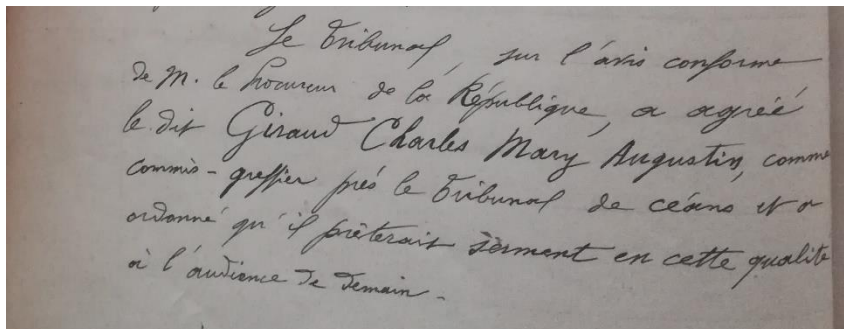 Le Tribunal, sur l'avis conforme
de M. le Procureur de la République, a agréé
le dit Giraud Charles Mary Augustin, comme
commis-greffier près le Tribunal de céans et a
ordonné qu'il prêterait serment en cette qualité
à l'audience de demain.